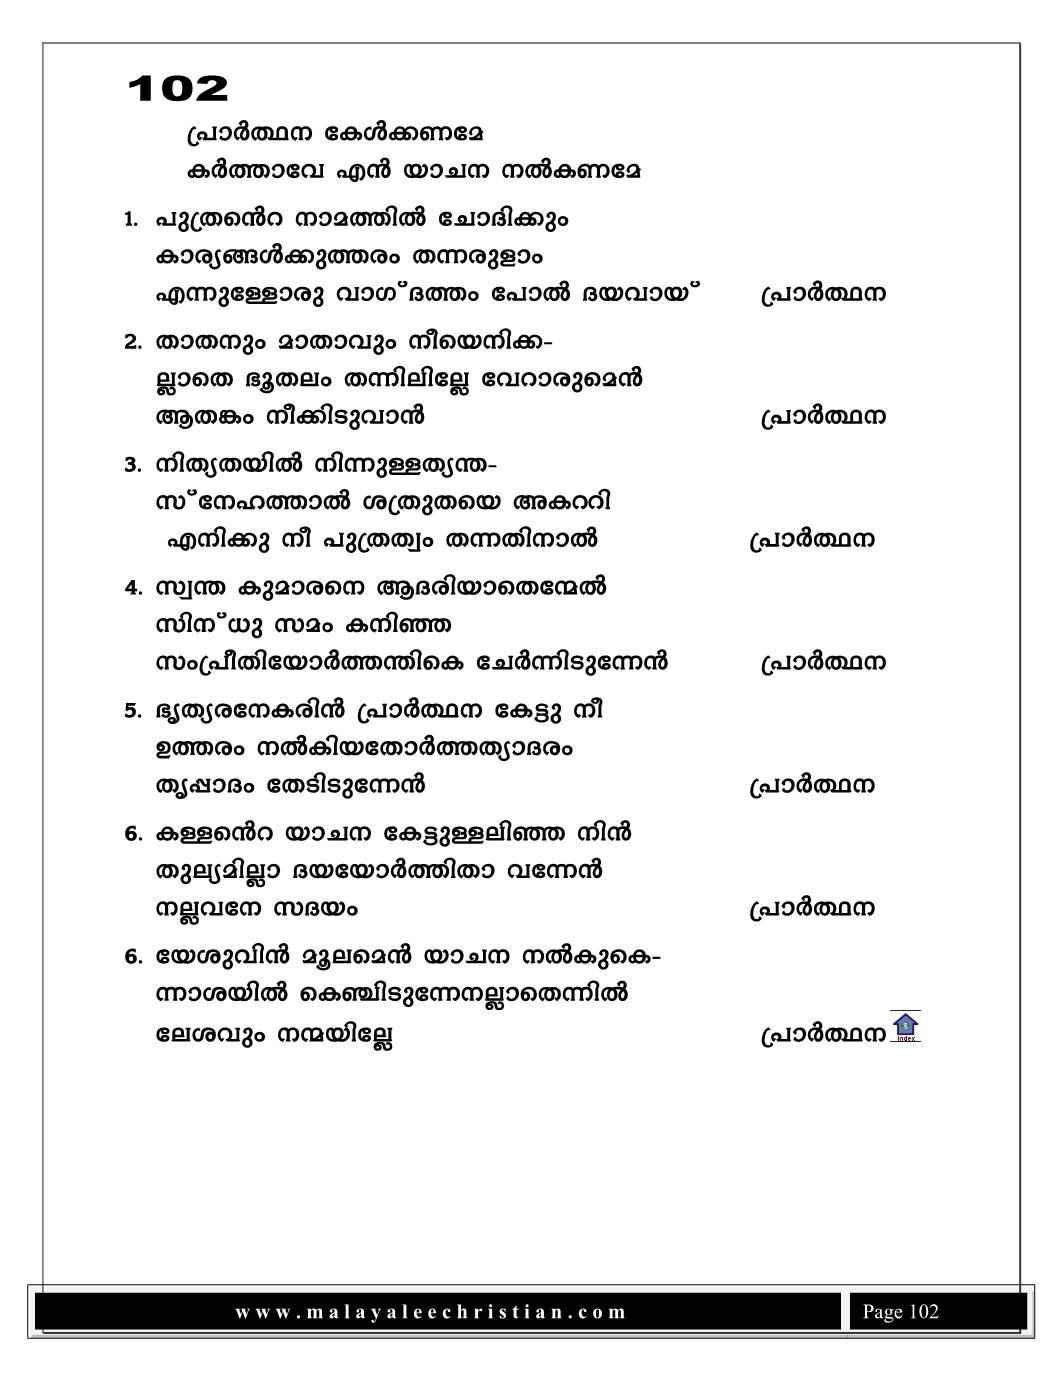 102
പ്രാർത്ഥന കേൾക്കണമേ
കർത്താവേ എൻ യാചന നൽകണമേ
1. പുത്രൻെറ നാമത്തിൽ ചോദിക്കും
കാര്യങ്ങൾക്കുത്തരം തന്നരുളാം
എന്നുള്ളോരു വാഗ്ദത്തം പോൽ ദയവായ് പ്രാർത്ഥന
2. താതനും മാതാവും നീയെനിക്ക-
ല്ലാതെ ഭൂതലം തന്നിലില്ലേ വേറാരുമെൻ
ആതങ്കം നീക്കിടുവാൻ പ്രാർത്ഥന
3. നിത്യതയിൽ നിന്നുള്ളത്യന്ത-
സ്നേഹത്താൽ ശത്രുതയെ അകററി
എനിക്കു നീ പുത്രത്വം തന്നതിനാൽ പ്രാർത്ഥന
4. സ്വന്ത കുമാരനെ ആദരിയാതെന്മേൽ
സിന്ധു സമം കനിഞ്ഞ
സംപ്രീതിയോർത്തന്തികെ ചേർന്നിടുന്നേൻ പ്രാർത്ഥന
5. ഭൃത്യരനേകരിൻ പ്രാർത്ഥന കേട്ടു നീ
ഉത്തരം നൽകിയതോർത്തത്യാദരം
തൃപ്പാദം തേടിടുന്നേൻ പ്രാർത്ഥന
6. കള്ളൻെറ യാചന കേട്ടുള്ളലിഞ്ഞ നിൻ
തുല്യമില്ലാ ദയയോർത്തിതാ വന്നേൻ
നല്ലവനേ സദയം പ്രാർത്ഥന
6. യേശുവിൻ മൂലമെൻ യാചന നൽകുകെ-
ന്നാശയിൽ കെഞ്ചിടുന്നേനല്ലാതെന്നിൽ
ലേശവും നന്മയില്ലേ പ്രാർത്ഥന
Index
www.malayaleechristian.com Page 102